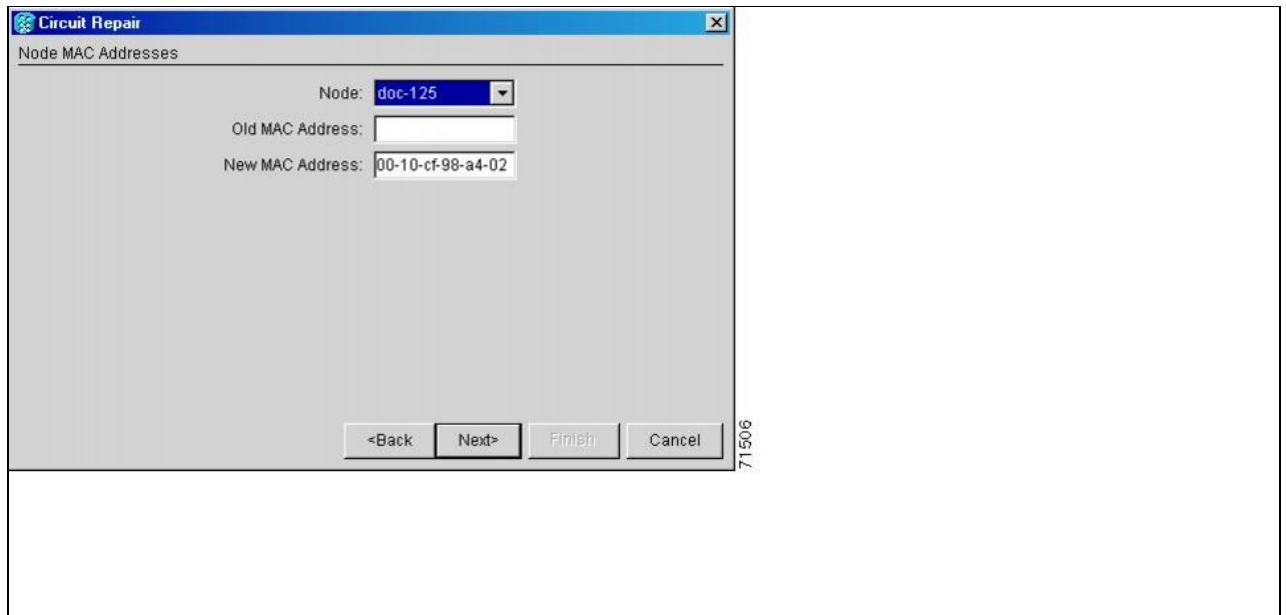 Circuit Repair
Node MAC Addresses
Node: doc-125
Old MAC Address:
New MAC Address: 00-10-cf-98-a4-02
<Back Next> Finish Cancel
71506